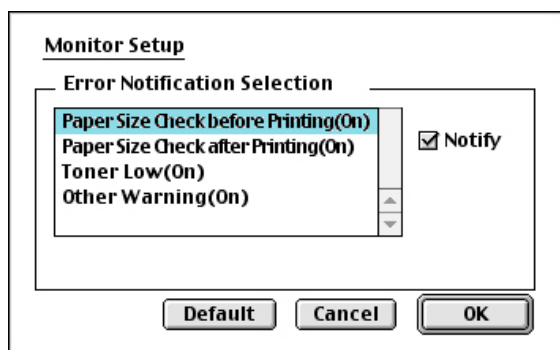 Monitor Setup
Error Notification Selection
Paper Size Check before Printing(On)
Paper Size Check after Printing(On)
Toner Low(On)
Other Warning(On)
Notify
Default
Cancel
OK